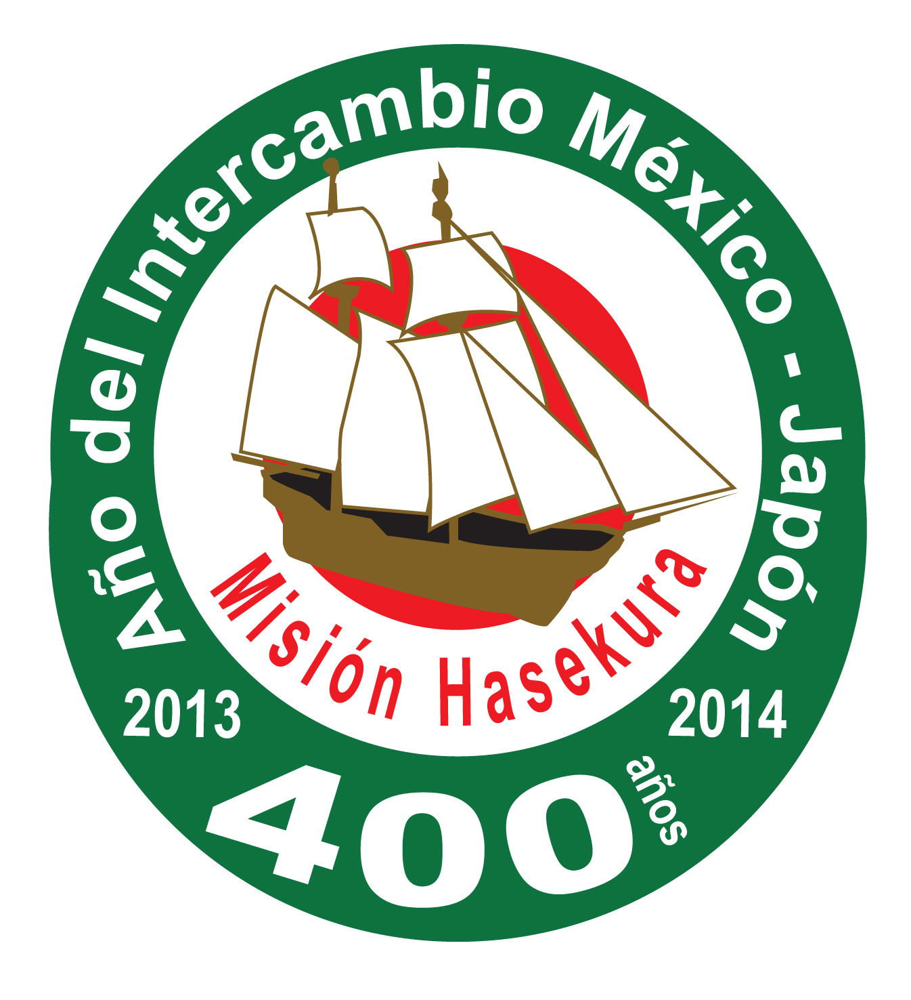 Año del Intercambio México - Japón
Misión Hasekura
2013
2014
400 años